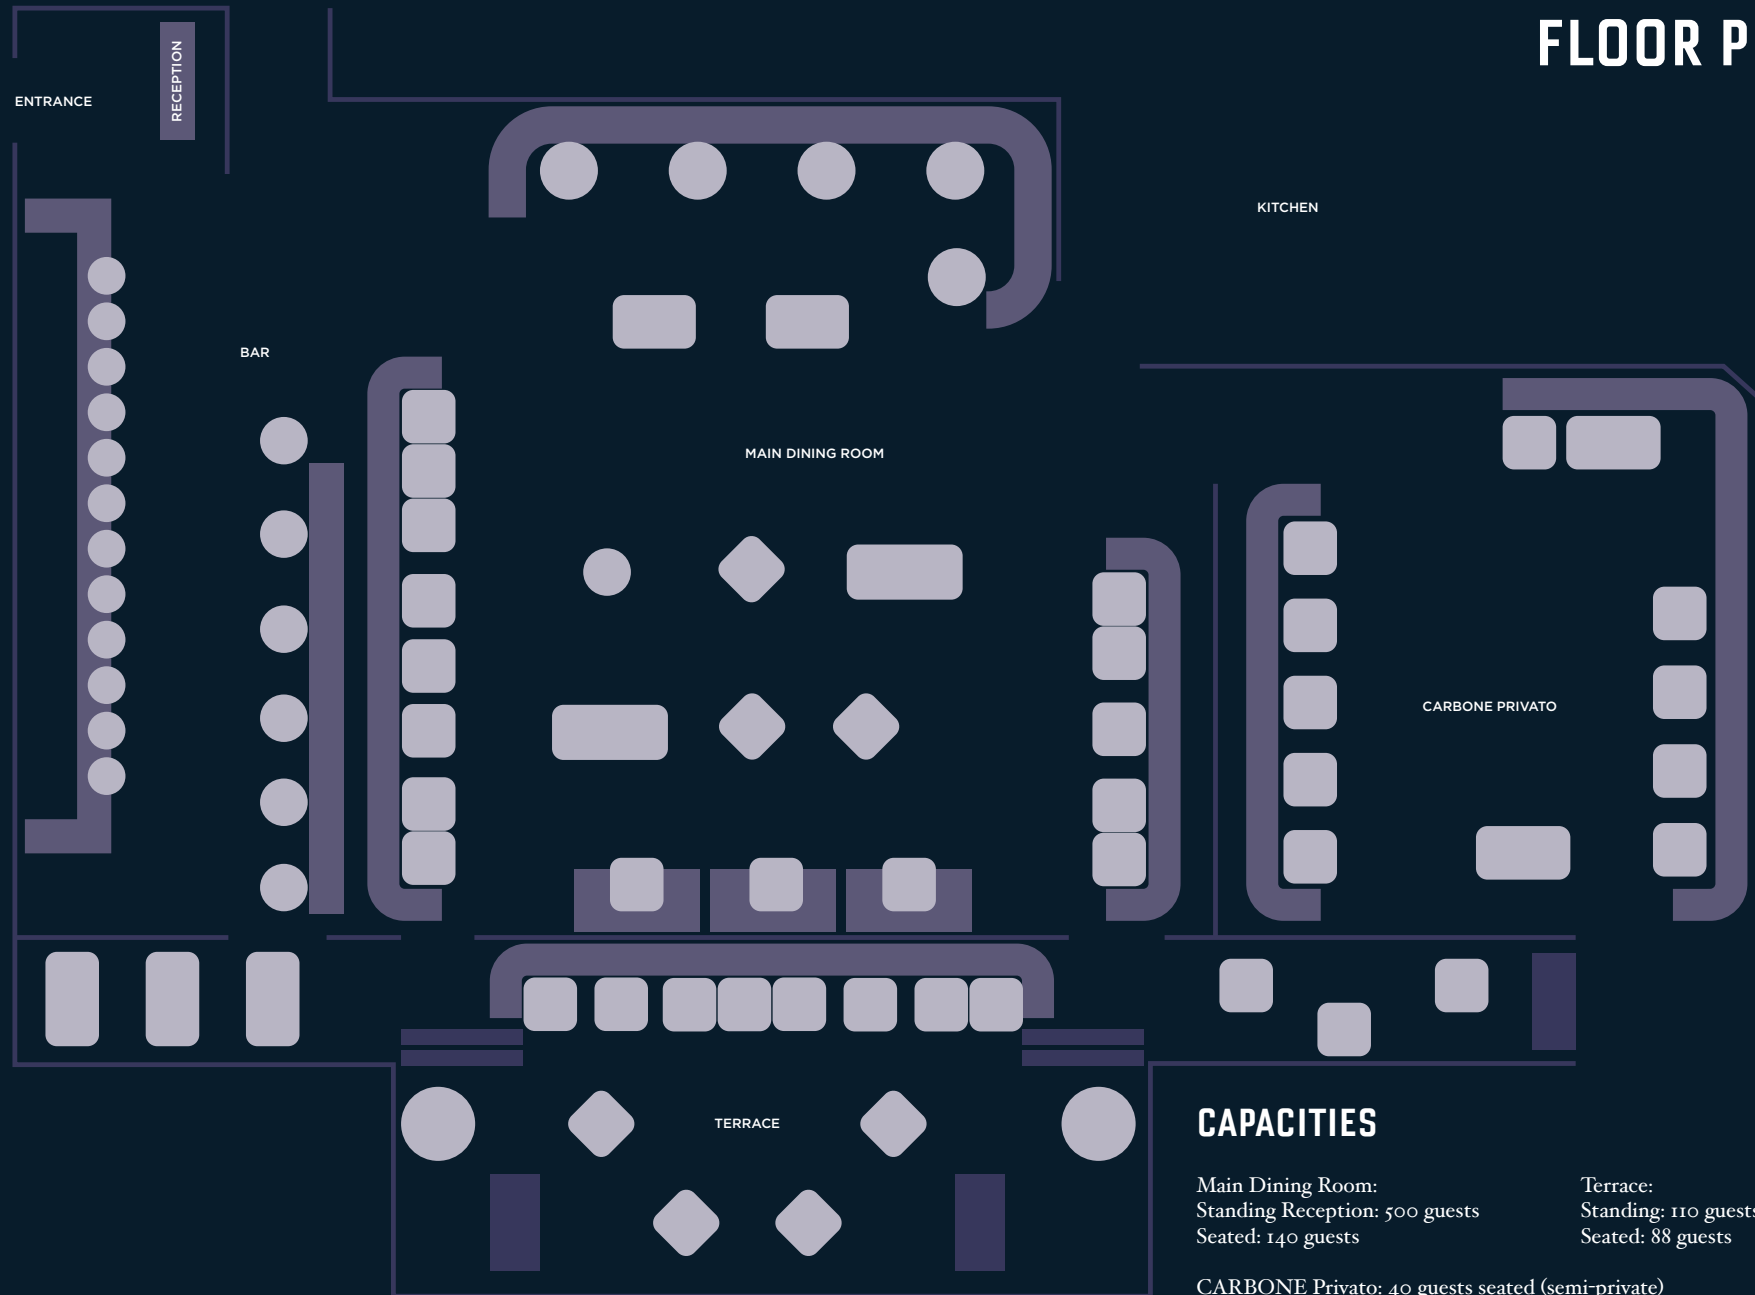 FLOOR P
ENTRANCE
RECEPTION
KITCHEN
BAR
MAIN DINING ROOM
CARBONE PRIVATO
TERRACE
CAPACITIES
Main Dining Room:
Standing Reception: 500 guests
Seated: 140 guests
Terrace:
Standing: 110 guests
Seated: 88 guests
CARBONE Privato: 40 guests seated (semi-private)